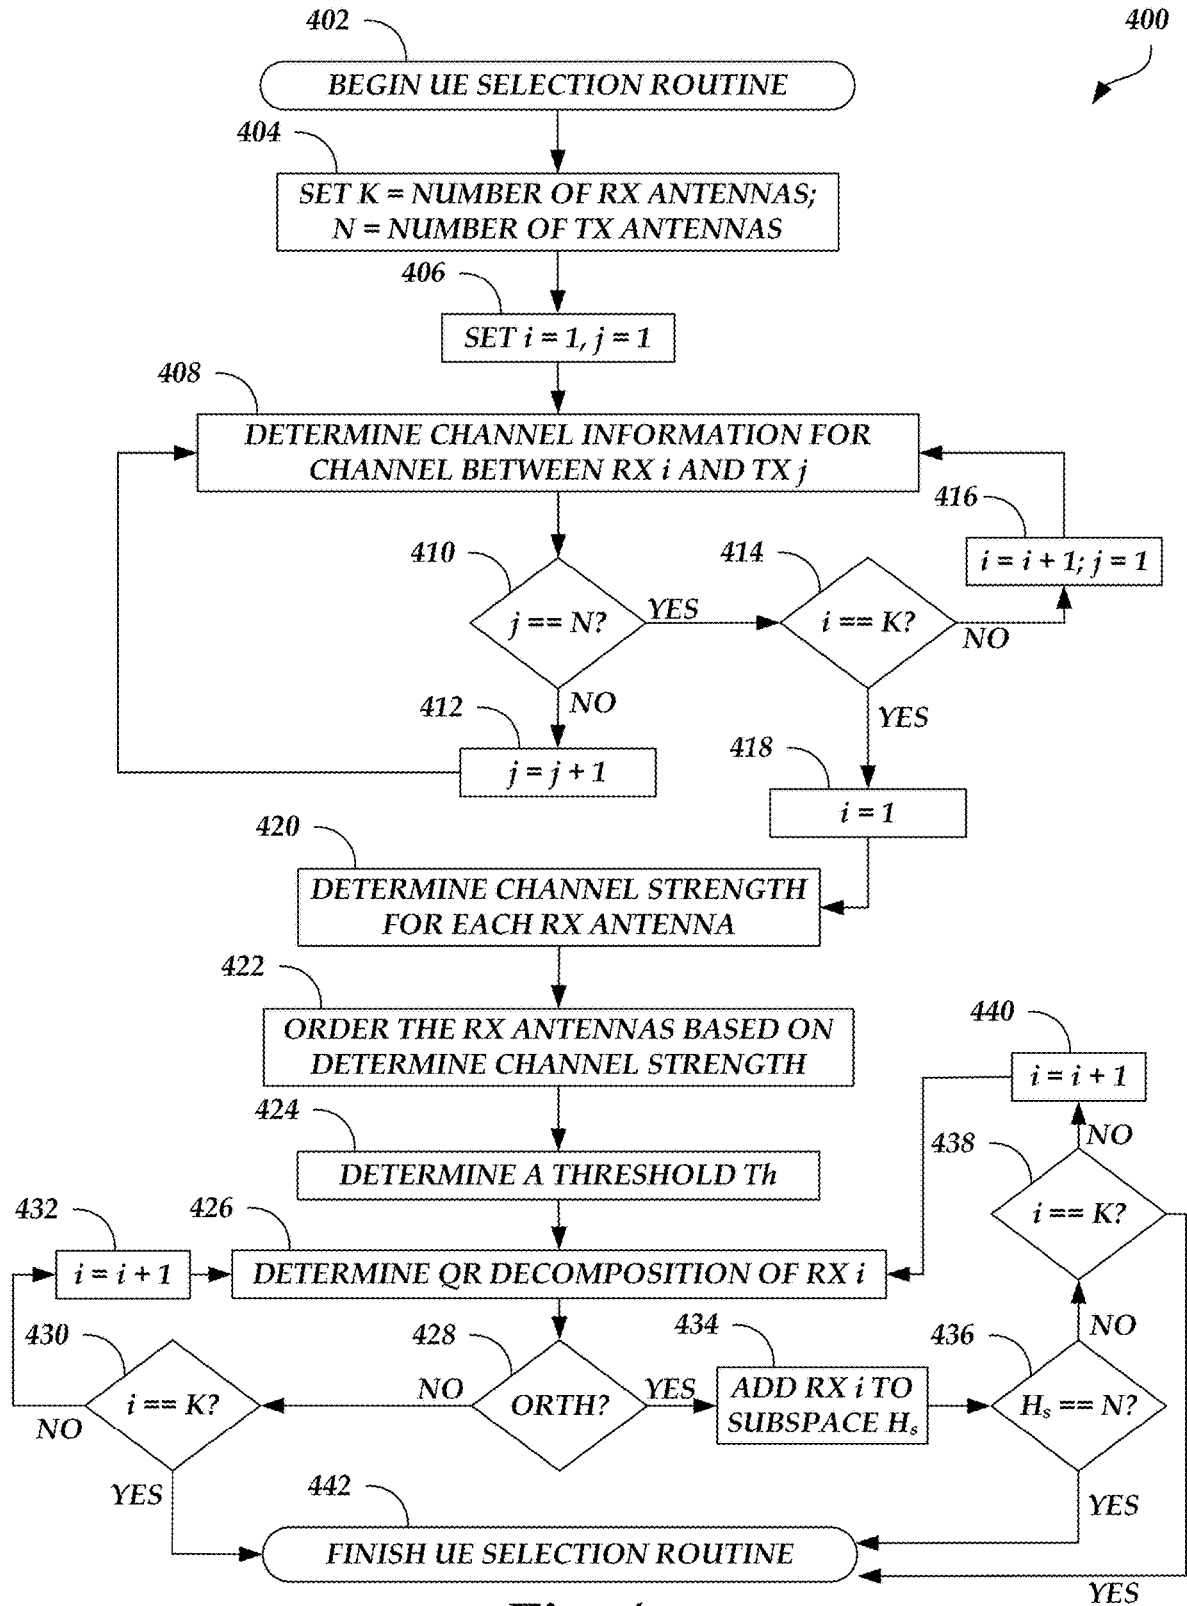 402
400
BEGIN UE SELECTION ROUTINE
404
SET K = NUMBER OF RX ANTENNAS;
N = NUMBER OF TX ANTENNAS
406
SET i = 1, j = 1
408
DETERMINE CHANNEL INFORMATION FOR
CHANNEL BETWEEN RX i AND TX j
416
i = i + 1; j = 1
410
j == N?
YES
414
i == K?
NO
NO
YES
412
j = j + 1
418
i = 1
420
DETERMINE CHANNEL STRENGTH
FOR EACH RX ANTENNA
422
ORDER THE RX ANTENNAS BASED ON
DETERMINE CHANNEL STRENGTH
440
i = i + 1
424
DETERMINE A THRESHOLD Th
NO
438
i == K?
432
i = i + 1
426
DETERMINE QR DECOMPOSITION OF RX i
430
i == K?
NO
YES
428
ORTH?
NO
YES
434
ADD RX i TO
SUBSPACE Hₛ
436
Hₛ == N?
NO
YES
442
FINISH UE SELECTION ROUTINE
YES